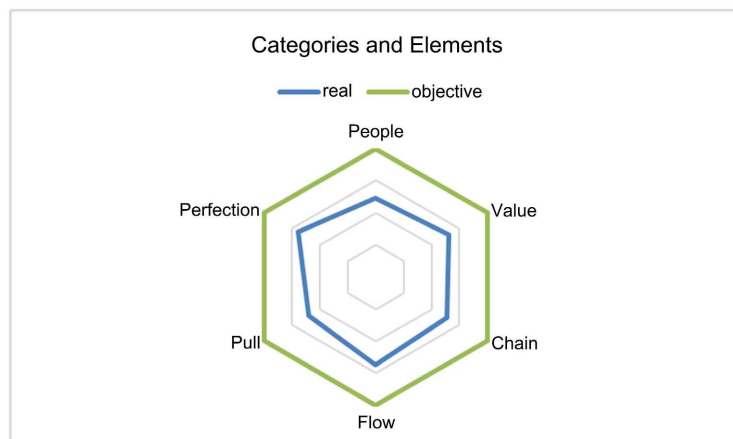 Categories and Elements
real objective
People
Perfection Value
Pull Chain
Flow